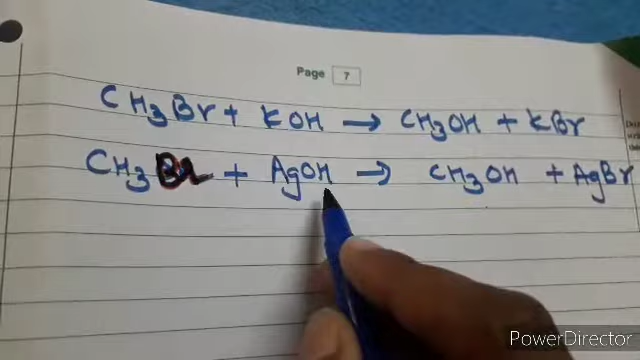 Page 7
CH3Br + KOH → CH3OH + KBr
CH3Br + AgOH → CH3OH + AgBr
PowerDirector